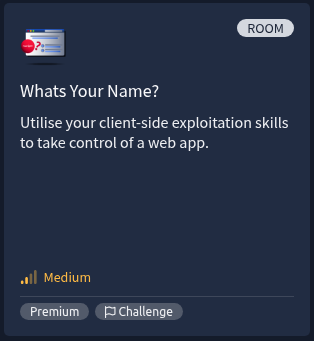 ROOM
Whats Your Name?
Utilise your client-side exploitation skills
to take control of a web app.
Medium
Premium
Challenge